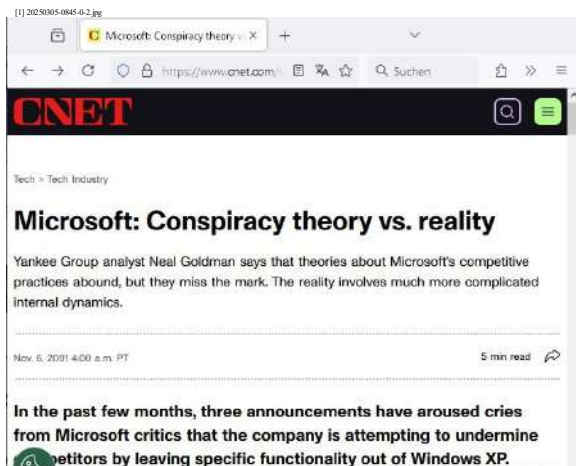 [1] 20250305-0845-0-2.jpg
Microsoft: Conspiracy theory v
https://www.cnet.com/
Suchen
CNET
Tech > Tech Industry
Microsoft: Conspiracy theory vs. reality
Yankee Group analyst Neal Goldman says that theories about Microsoft's competitive
practices abound, but they miss the mark. The reality involves much more complicated
internal dynamics.
Nov. 6, 2001 4:00 a.m. PT
5 min read
In the past few months, three announcements have aroused cries
from Microsoft critics that the company is attempting to undermine
by leaving specific functionality out of Windows XP.